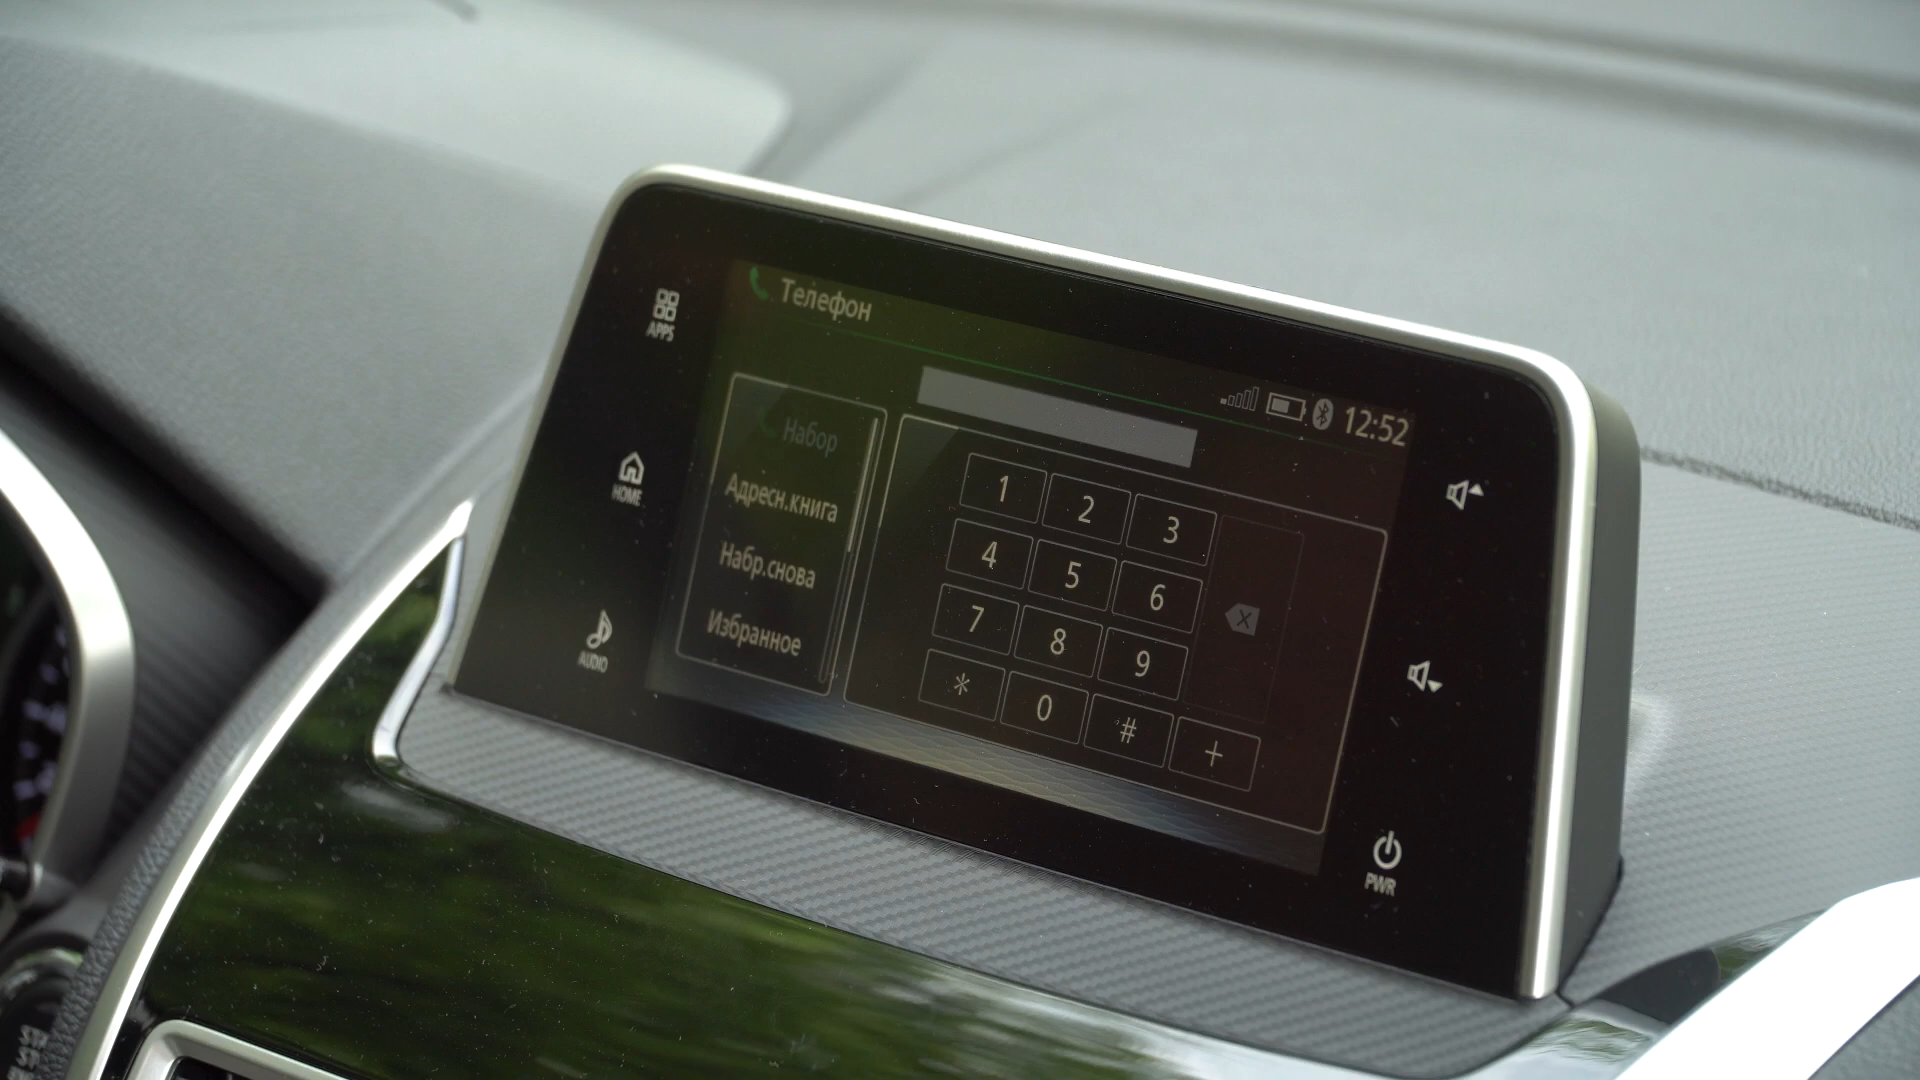 APPS
HOME
AUDIO
Телефон
12:52
Набор
Адресн.книга
Набр.снова
Избранное
1 2 3
4 5 6
7 8 9
* 0 # +
PWR